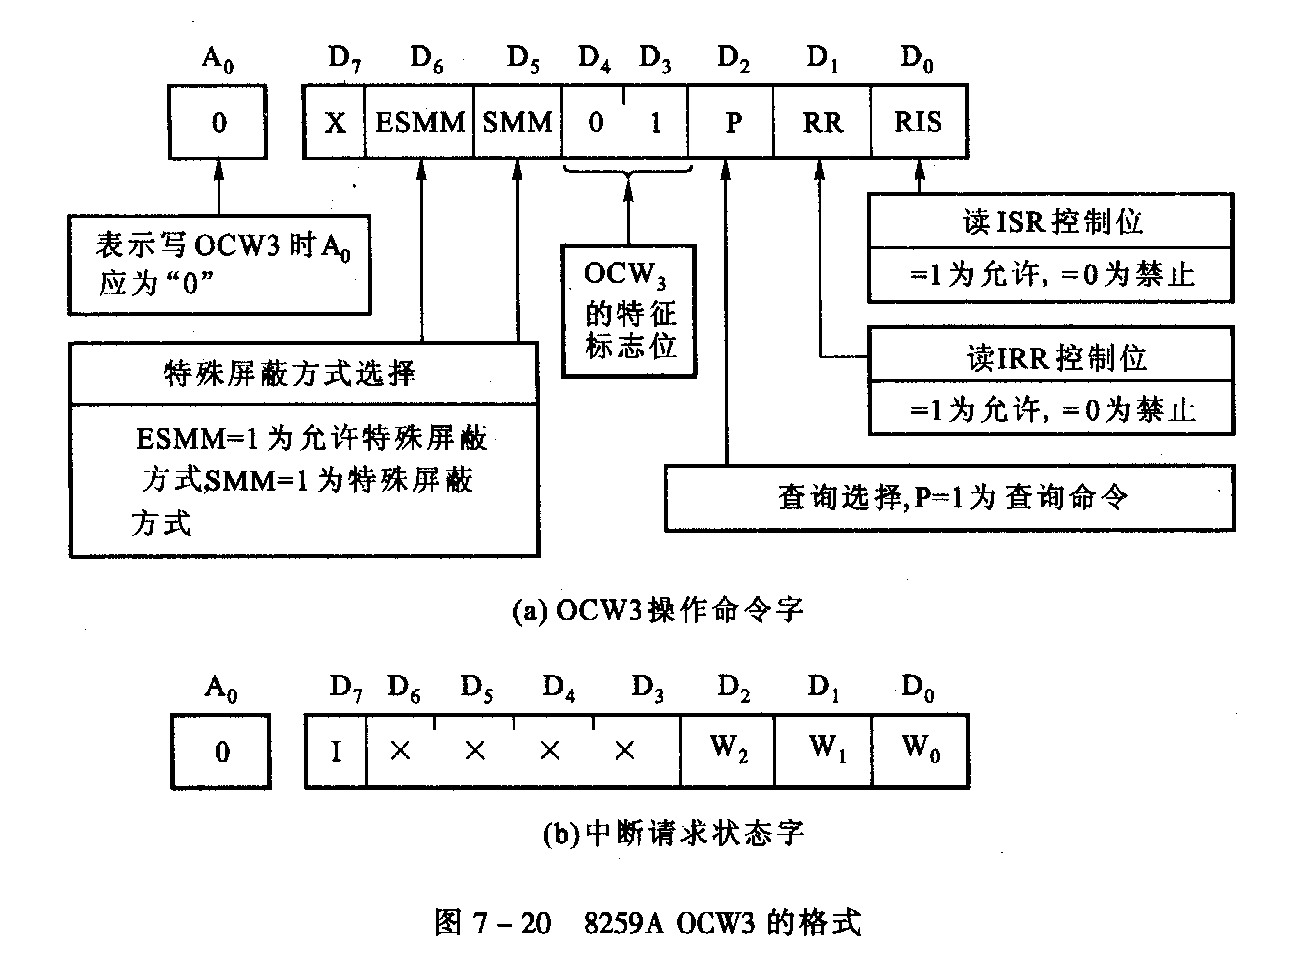 A₀ D₇ D₆ D₅ D₄ D₃ D₂ D₁ D₀
0 X ESMM SMM 0 1 P RR RIS
表示写OCW3时A₀
应为“0”
OCW₃
的特征
标志位
读ISR控制位
=1为允许,=0为禁止
读IRR控制位
=1为允许,=0为禁止
特殊屏蔽方式选择
ESMM=1为允许特殊屏蔽
方式,SMM=1为特殊屏蔽
方式
查询选择,P=1为查询命令
(a) OCW3操作命令字
A₀ D₇ D₆ D₅ D₄ D₃ D₂ D₁ D₀
0 I × × × × W₂ W₁ W₀
(b)中断请求状态字
图 7－20 8259A OCW3 的格式